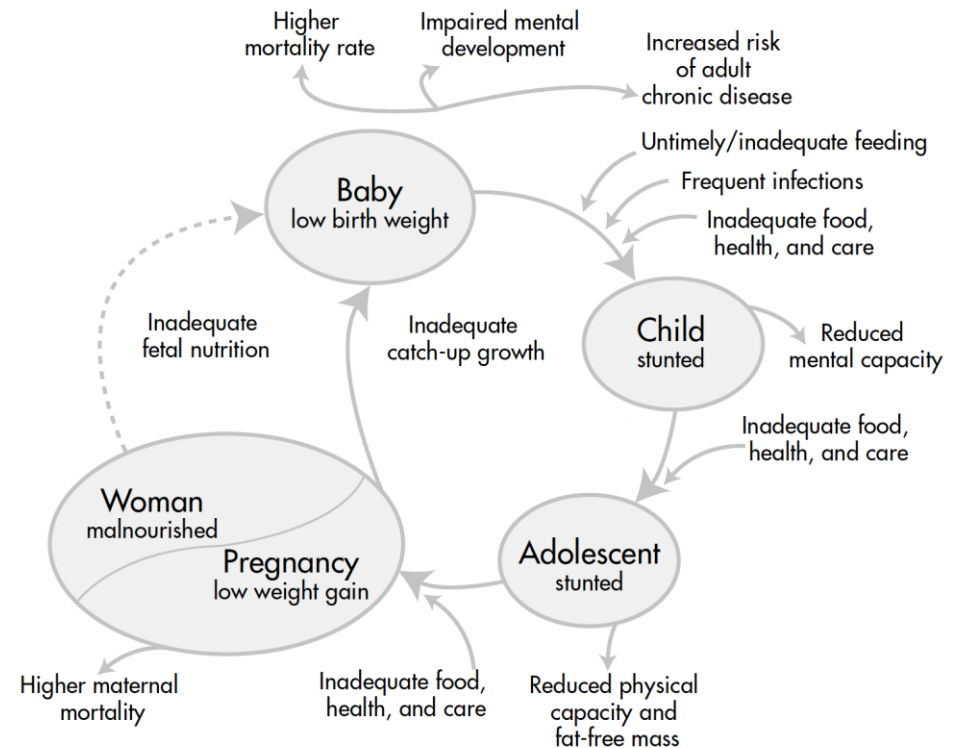 Higher
mortality rate
Impaired mental
development
Increased risk
of adult
chronic disease
Untimely/inadequate feeding
Frequent infections
Inadequate food,
health, and care
Baby
low birth weight
Inadequate
fetal nutrition
Inadequate
catch-up growth
Child
stunted
Reduced
mental capacity
Inadequate food,
health, and care
Woman
malnourished
Pregnancy
low weight gain
Adolescent
stunted
Higher maternal
mortality
Inadequate food,
health, and care
Reduced physical
capacity and
fat-free mass